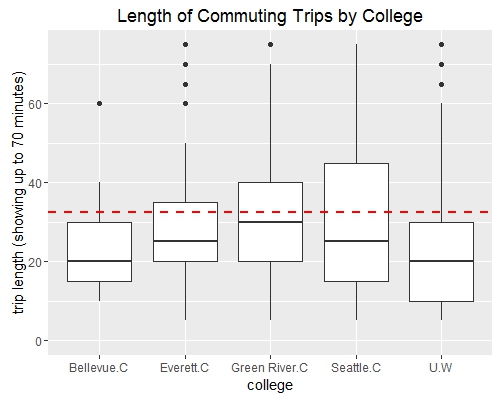 Length of Commuting Trips by College
trip length (showing up to 70 minutes)
60
40
20
0
Bellevue.C Everett.C Green River.C Seattle.C U.W
college